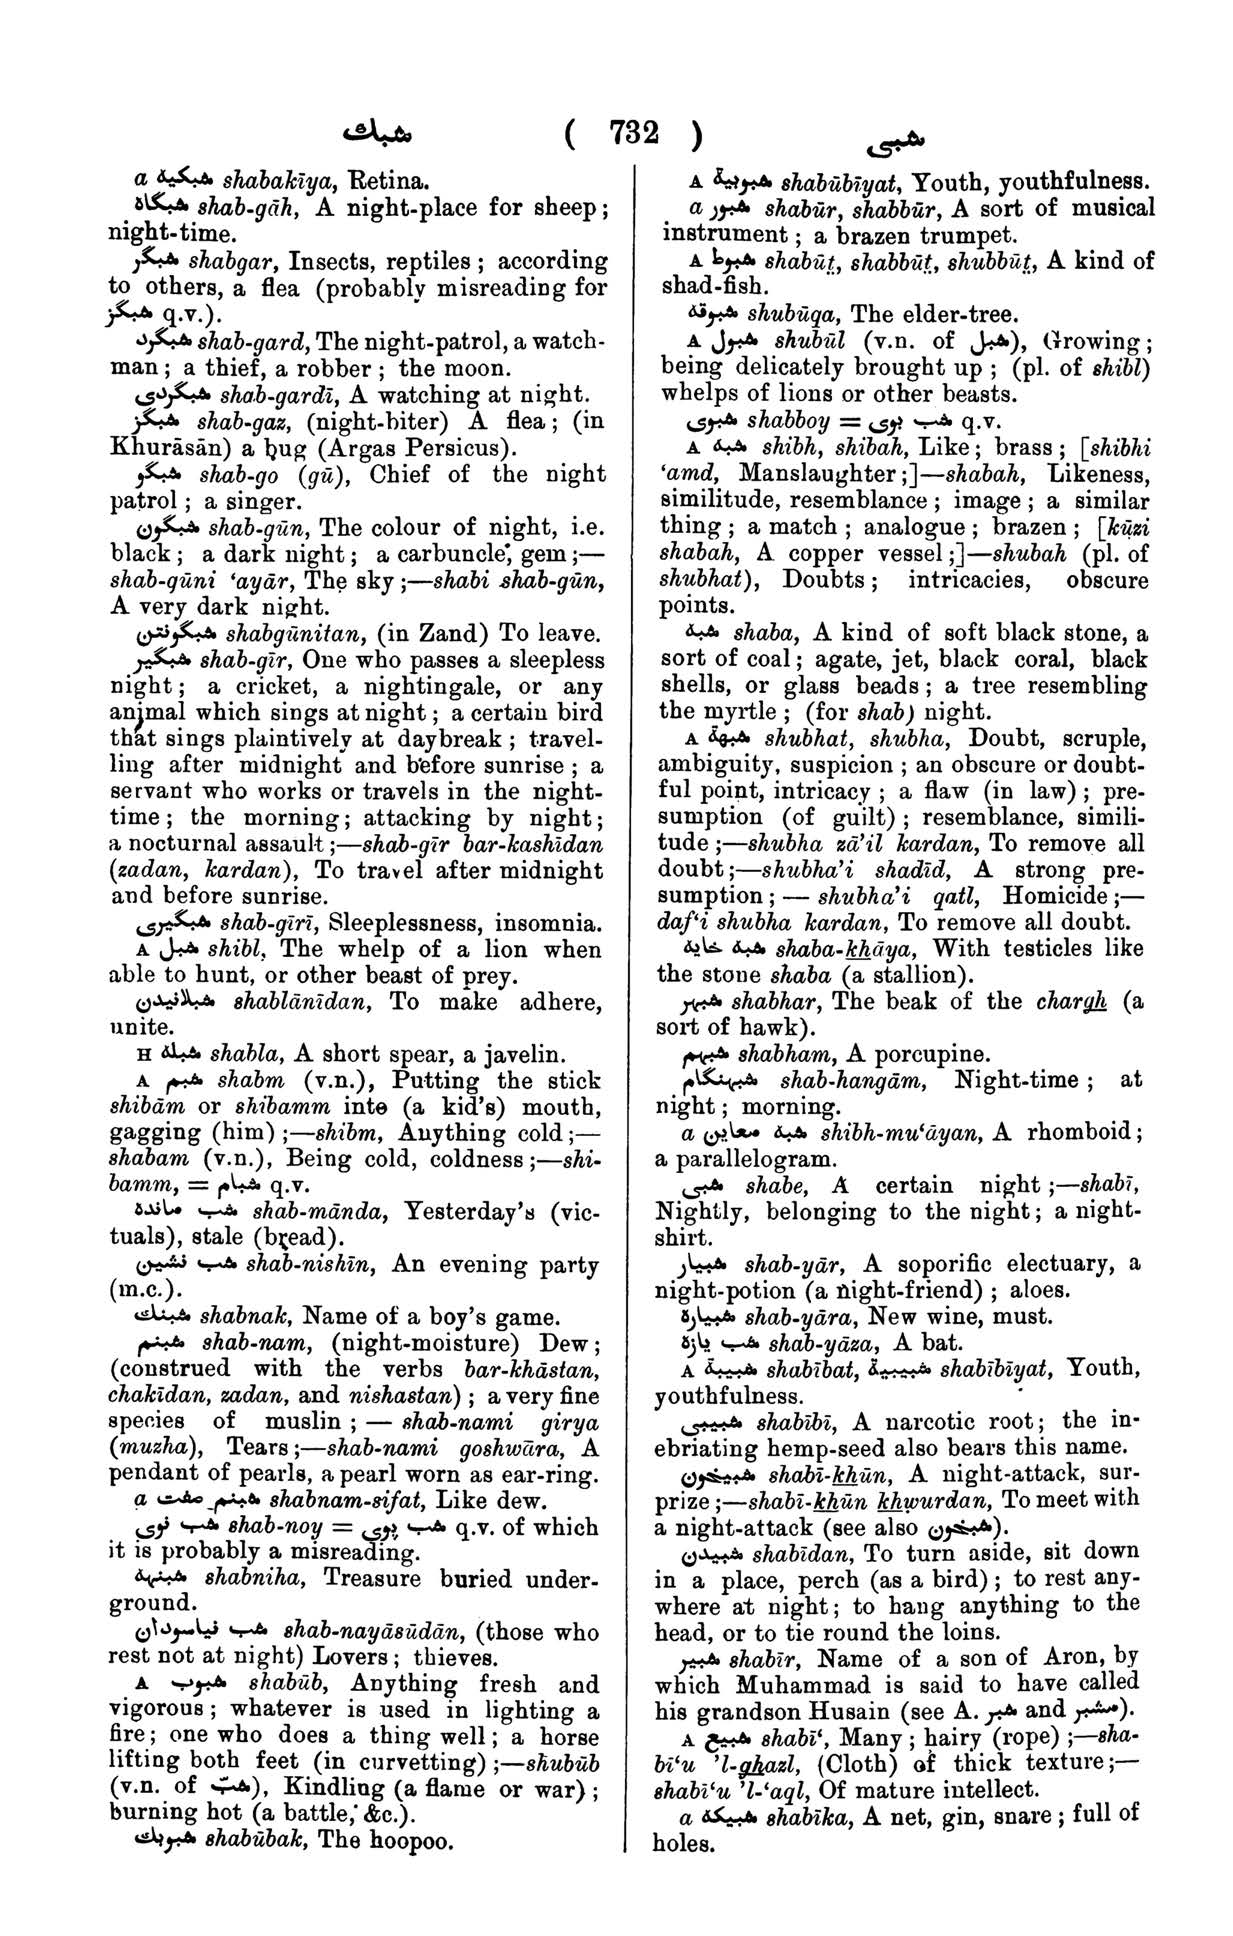 شبك ( 732 ) شبی
a شبکیة shabakīya, Retina.
شبگاه shab-gāh, A night-place for sheep;
night-time.
شبگر shabgar, Insects, reptiles; according
to others, a flea (probably misreading for
شبگز q.v.).
شبگرد shab-gard, The night-patrol, a watch-
man; a thief, a robber; the moon.
شبگردی shab-gardī, A watching at night.
شبگز shab-gaz, (night-biter) A flea; (in
Khurāsān) a bug (Argas Persicus).
شبگو shab-go (gū), Chief of the night
patrol; a singer.
شبگون shab-gūn, The colour of night, i.e.
black; a dark night; a carbuncle, gem;—
shab-gūni ‘ayār, The sky;—shabi shab-gūn,
A very dark night.
شبگونتن shabgūnitan, (in Zand) To leave.
شبگیر shab-gīr, One who passes a sleepless
night; a cricket, a nightingale, or any
animal which sings at night; a certain bird
that sings plaintively at daybreak; travel-
ling after midnight and before sunrise; a
servant who works or travels in the night-
time; the morning; attacking by night;
a nocturnal assault;—shab-gīr bar-kashīdan
(zadan, kardan), To travel after midnight
and before sunrise.
شبگیری shab-gīrī, Sleeplessness, insomnia.
A شبل shibl, The whelp of a lion when
able to hunt, or other beast of prey.
شبلانیدن shablānīdan, To make adhere,
unite.
H شبله shabla, A short spear, a javelin.
A شبم shabm (v.n.), Putting the stick
shibām or shibamm into (a kid's) mouth,
gagging (him);—shibm, Anything cold;—
shabam (v.n.), Being cold, coldness;—shi-
bamm, = شبام q.v.
شب مانده shab-mānda, Yesterday's (vic-
tuals), stale (bread).
شب نشین shab-nishīn, An evening party
(m.c.).
شبنك shabnak, Name of a boy's game.
شبنم shab-nam, (night-moisture) Dew;
(construed with the verbs bar-khāstan,
chakīdan, zadan, and nishastan); a very fine
species of muslin; — shab-nami girya
(muzha), Tears;—shab-nami goshwāra, A
pendant of pearls, a pearl worn as ear-ring.
a شبنم صفت shabnam-sifat, Like dew.
شب نوی shab-noy = شب بوی q.v. of which
it is probably a misreading.
شبنهه shabniha, Treasure buried under-
ground.
شب نیاسودان shab-nayāsūdān, (those who
rest not at night) Lovers; thieves.
A شبوب shabūb, Anything fresh and
vigorous; whatever is used in lighting a
fire; one who does a thing well; a horse
lifting both feet (in curvetting);—shubūb
(v.n. of شبّ), Kindling (a flame or war);
burning hot (a battle, &c.).
شبوبك shabūbak, The hoopoo.
A شبوبیة shabūbīyat, Youth, youthfulness.
a شبور shabūr, shabbūr, A sort of musical
instrument; a brazen trumpet.
A شبوط shabūt̤, shabbūt̤, shubbūt̤, A kind of
shad-fish.
شبوقه shubūqa, The elder-tree.
A شبول shubūl (v.n. of شبل), Growing;
being delicately brought up; (pl. of shibl)
whelps of lions or other beasts.
شبوی shabboy = شب بوی q.v.
A شبه shibh, shibah, Like; brass; [shibhi
‘amd, Manslaughter;]—shabah, Likeness,
similitude, resemblance; image; a similar
thing; a match; analogue; brazen; [kūzi
shabah, A copper vessel;]—shubah (pl. of
shubhat), Doubts; intricacies, obscure
points.
شبه shaba, A kind of soft black stone, a
sort of coal; agate, jet, black coral, black
shells, or glass beads; a tree resembling
the myrtle; (for shab) night.
A شبهة shubhat, shubha, Doubt, scruple,
ambiguity, suspicion; an obscure or doubt-
ful point, intricacy; a flaw (in law); pre-
sumption (of guilt); resemblance, simili-
tude;—shubha zā'il kardan, To remove all
doubt;—shubha'i shadīd, A strong pre-
sumption; — shubha'i qatl, Homicide;—
daf‘i shubha kardan, To remove all doubt.
شبه خایه shaba-khāya, With testicles like
the stone shaba (a stallion).
شبهر shabhar, The beak of the chargh (a
sort of hawk).
شبهم shabham, A porcupine.
شبهنگام shab-hangām, Night-time; at
night; morning.
a شبه معاین shibh-mu‘āyan, A rhomboid;
a parallelogram.
شبی shabe, A certain night;—shabī,
Nightly, belonging to the night; a night-
shirt.
شبیار shab-yār, A soporific electuary, a
night-potion (a night-friend); aloes.
شبیاره shab-yāra, New wine, must.
شب یازه shab-yāza, A bat.
A شبیبة shabībat, شبیبیة shabībīyat, Youth,
youthfulness.
شبیبی shabībī, A narcotic root; the in-
ebriating hemp-seed also bears this name.
شبیخون shabī-khūn, A night-attack, sur-
prize;—shabī-khūn khwurdan, To meet with
a night-attack (see also شبخون).
شبیدن shabīdan, To turn aside, sit down
in a place, perch (as a bird); to rest any-
where at night; to hang anything to the
head, or to tie round the loins.
شبیر shabīr, Name of a son of Aron, by
which Muhammad is said to have called
his grandson Husain (see A. شبر and مشبر).
A شبیع shabī‘, Many; hairy (rope);—sha-
bī‘u 'l-ghazl, (Cloth) of thick texture;—
shabī‘u 'l-‘aql, Of mature intellect.
a شبیکه shabīka, A net, gin, snare; full of
holes.